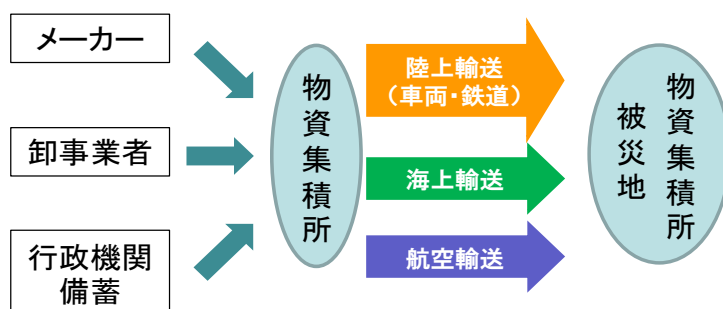 メーカー
卸事業者
行政機関
備蓄
物資集積所
陸上輸送
（車両・鉄道）
海上輸送
航空輸送
物資集積所
被災地